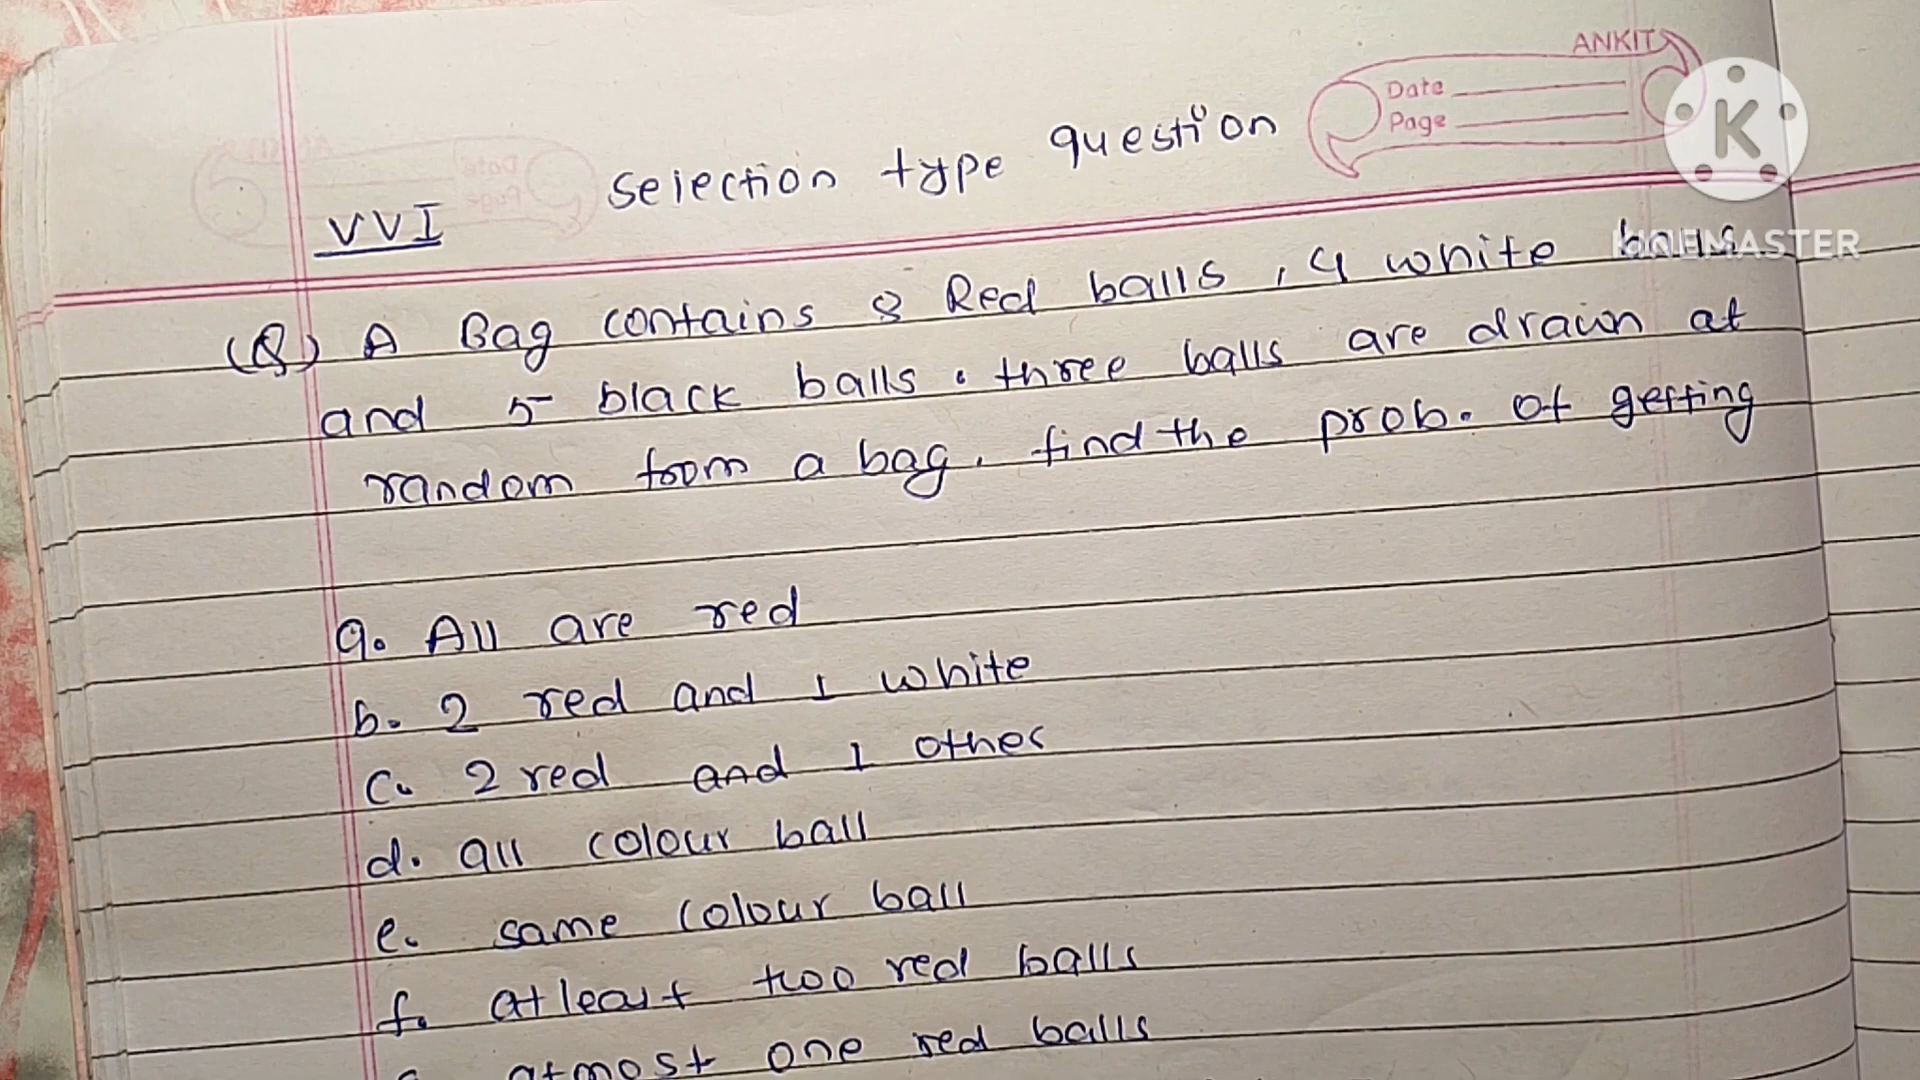 ANKIT
Date
Page
selection type question
VVI
KINEMASTER
(Q) A Bag contains 8 Red balls, 4 white balls
and 5 black balls. three balls are drawn at
random from a bag. find the prob. of getting
a. All are red
b. 2 red and 1 white
c. 2 red and 1 other
d. all colour ball
e. same colour ball
f. atleast two red balls
atmost one red balls